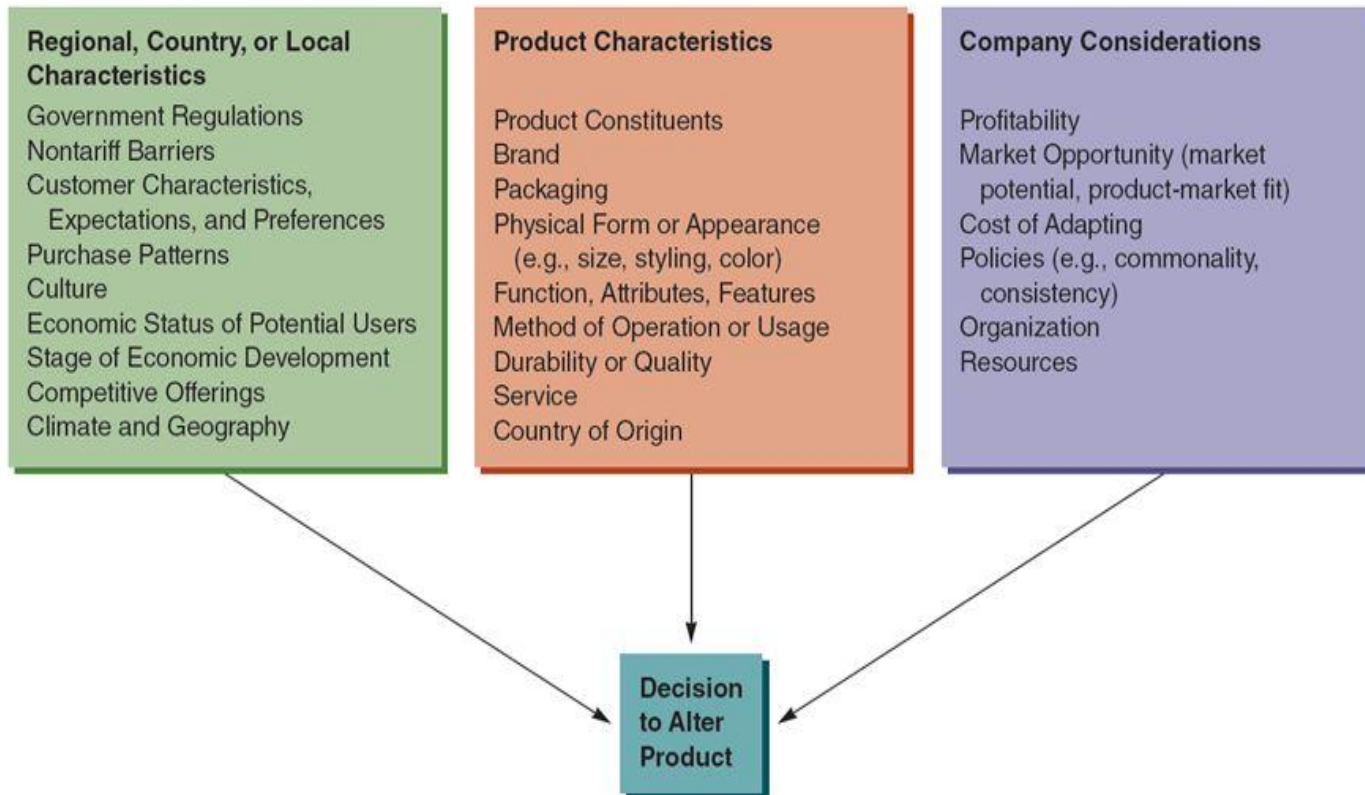 Regional, Country, or Local
Characteristics
Government Regulations
Nontariff Barriers
Customer Characteristics,
Expectations, and Preferences
Purchase Patterns
Culture
Economic Status of Potential Users
Stage of Economic Development
Competitive Offerings
Climate and Geography
Product Characteristics
Product Constituents
Brand
Packaging
Physical Form or Appearance
(e.g., size, styling, color)
Function, Attributes, Features
Method of Operation or Usage
Durability or Quality
Service
Country of Origin
Company Considerations
Profitability
Market Opportunity (market
potential, product-market fit)
Cost of Adapting
Policies (e.g., commonality,
consistency)
Organization
Resources
Decision
to Alter
Product